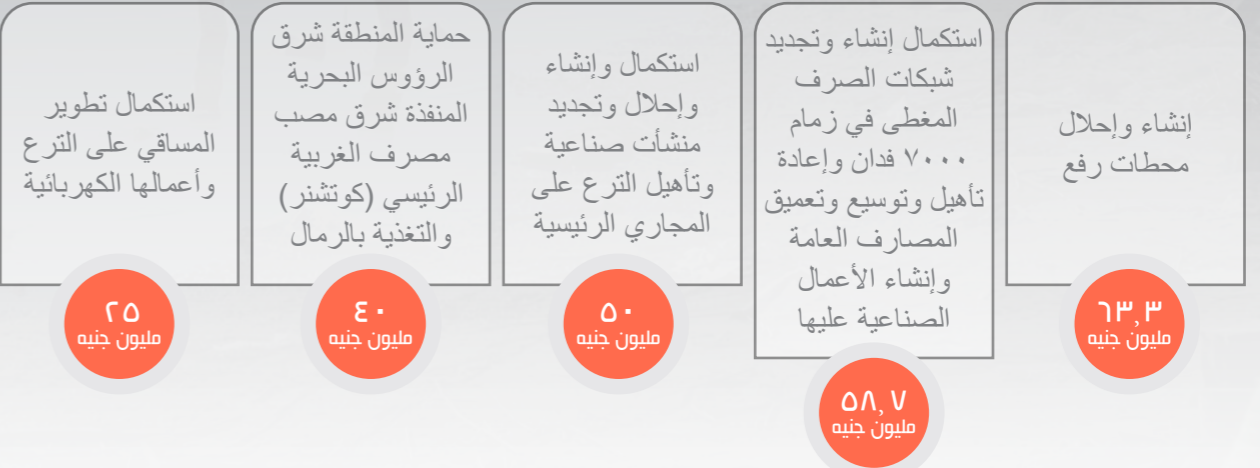 إنشاء وإحلال
محطات رفع
٦٣,٣
مليون جنيه
استكمال إنشاء وتجديد
شبكات الصرف
المغطى في زمام
٧٠٠٠ فدان وإعادة
تأهيل وتوسيع وتعميق
المصارف العامة
وإنشاء الأعمال
الصناعية عليها
٥٨,٧
مليون جنيه
استكمال وإنشاء
وإحلال وتجديد
منشأت صناعية
وتأهيل الترع على
المجاري الرئيسية
٥٠
مليون جنيه
حماية المنطقة شرق
الرؤوس البحرية
المنفذة شرق مصب
مصرف الغربية
الرئيسي (كوتشنر)
والتغذية بالرمال
٤٠
مليون جنيه
استكمال تطوير
المساقي على الترع
وأعمالها الكهربائية
٢٥
مليون جنيه